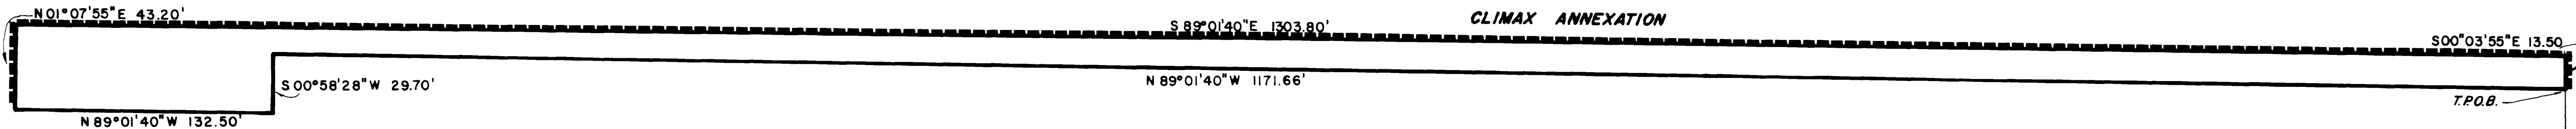 N 01°07'55"E 43.20'
S 89°01'40"E 1303.80'
CLIMAX ANNEXATION
S00"03'55"E 13.50
S 00°58'28"W 29.70'
N 89°01'40"W 1171.66'
T.P.O.B.
N 89°01'40"W 132.50'